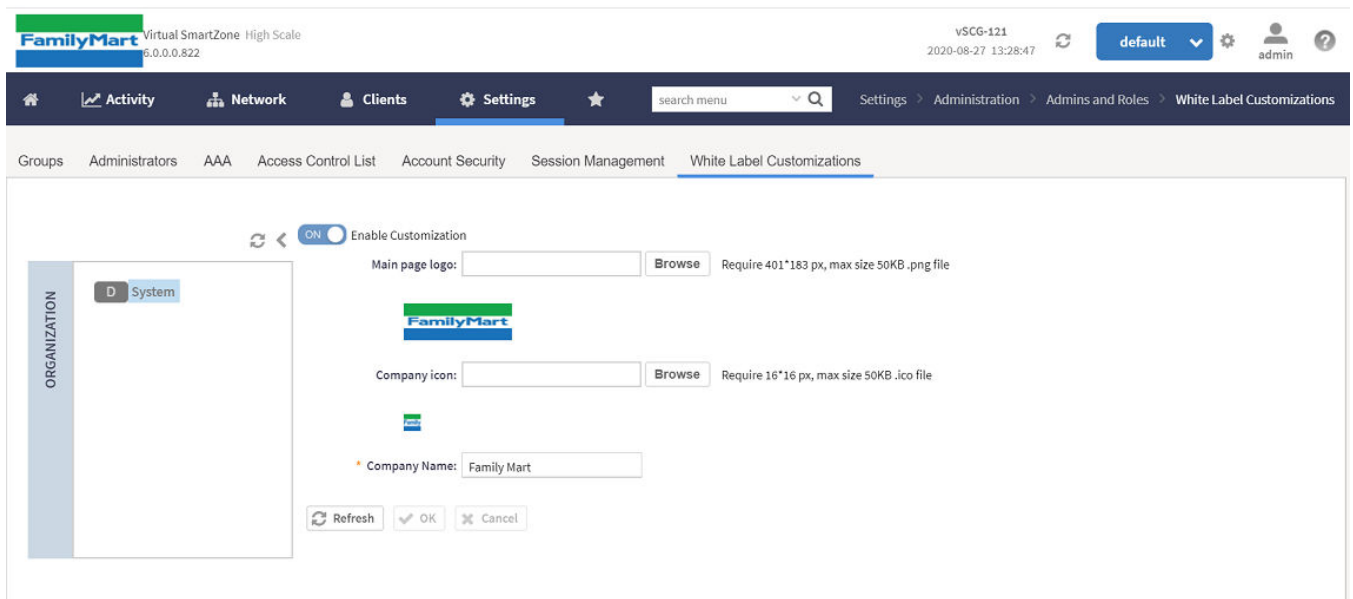 FamilyMart
Virtual SmartZone High Scale
6.0.0.0.822
vSCG-121
2020-08-27 13:28:47
default
admin
Activity
Network
Clients
Settings
search menu
Settings > Administration > Admins and Roles > White Label Customizations
Groups
Administrators
AAA
Access Control List
Account Security
Session Management
White Label Customizations
ON
Enable Customization
ORGANIZATION
D System
Main page logo:
Browse
Require 401*183 px, max size 50KB .png file
FamilyMart
Company icon:
Browse
Require 16*16 px, max size 50KB .ico file
* Company Name:
Family Mart
Refresh
OK
Cancel